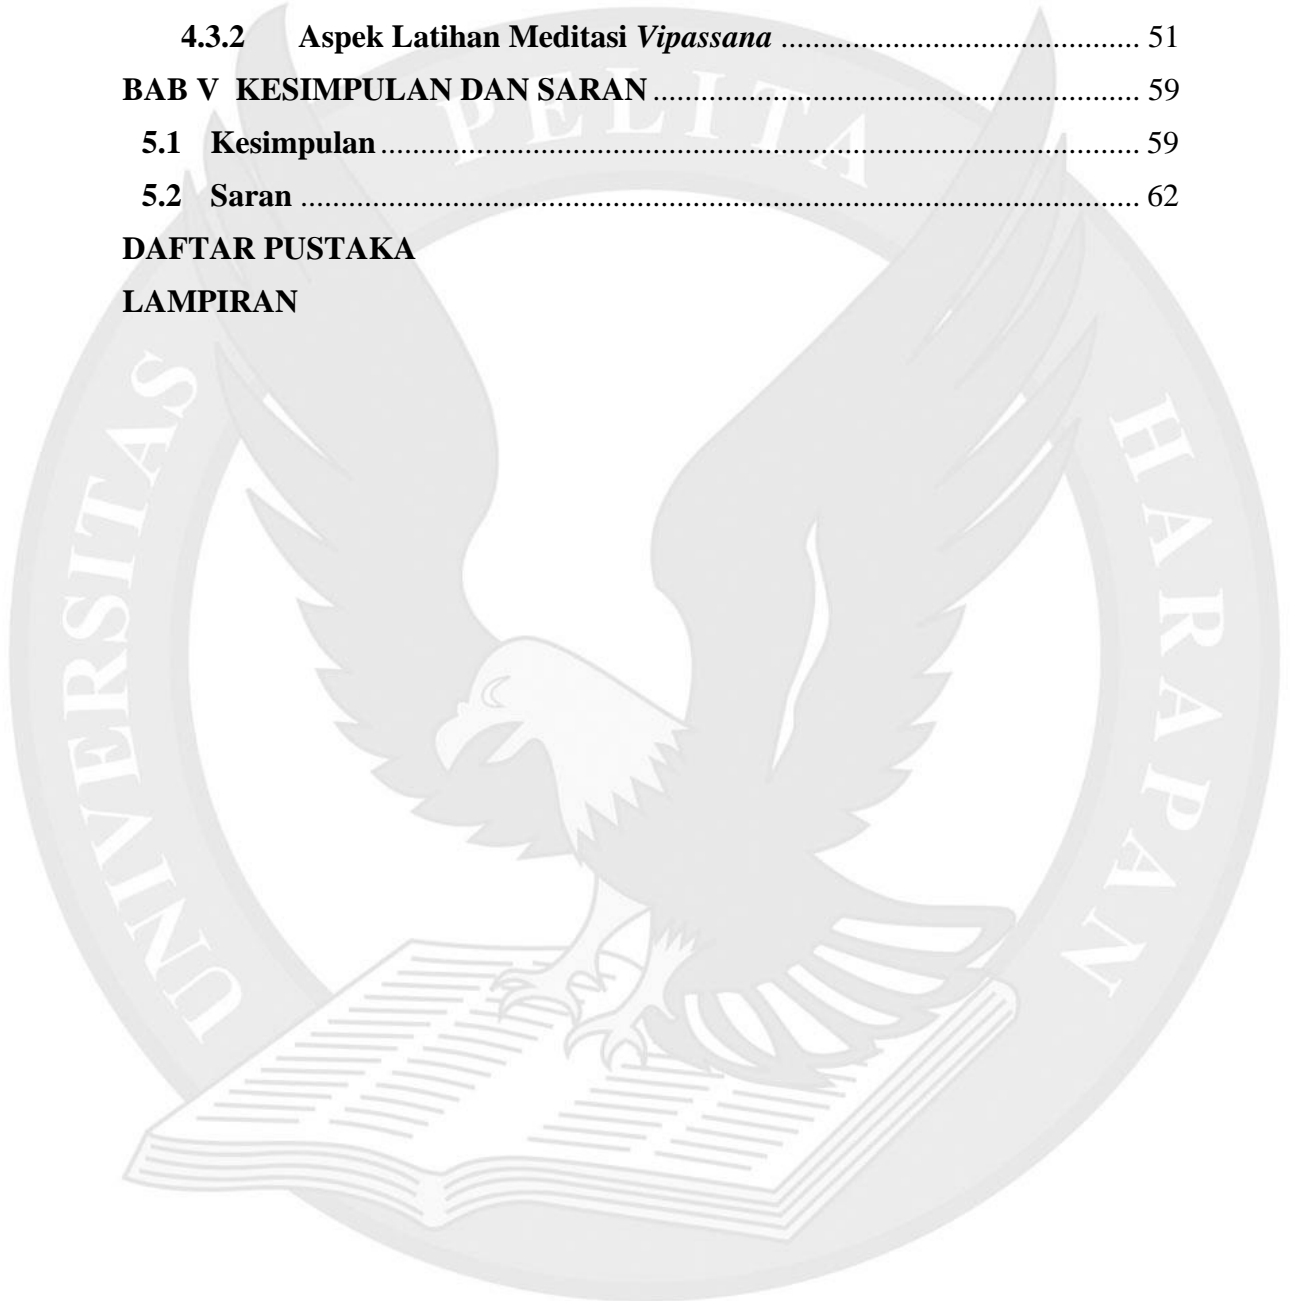 4.3.2 Aspek Latihan Meditasi Vipassana ............................................. 51
BAB V KESIMPULAN DAN SARAN ............................................................. 59
5.1 Kesimpulan ............................................................................................... 59
5.2 Saran ......................................................................................................... 62
DAFTAR PUSTAKA
LAMPIRAN
UNIVERSITAS PELITA HARAPAN